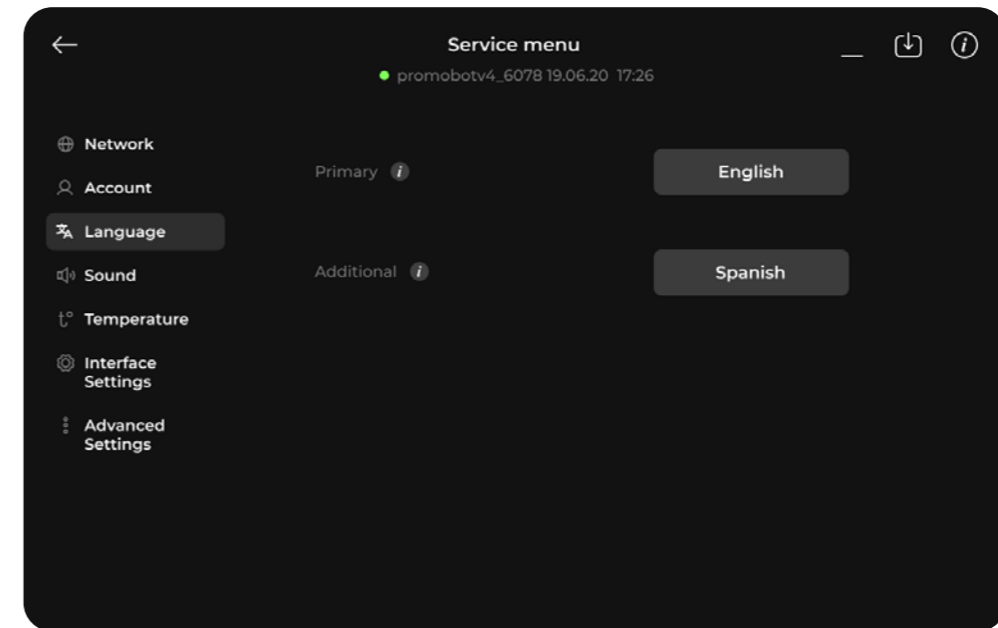 Service menu
promobotv4_6078 19.06.20 17:26
Network
Account
Language
Sound
t° Temperature
Interface
Settings
Advanced
Settings
Primary i
English
Additional i
Spanish